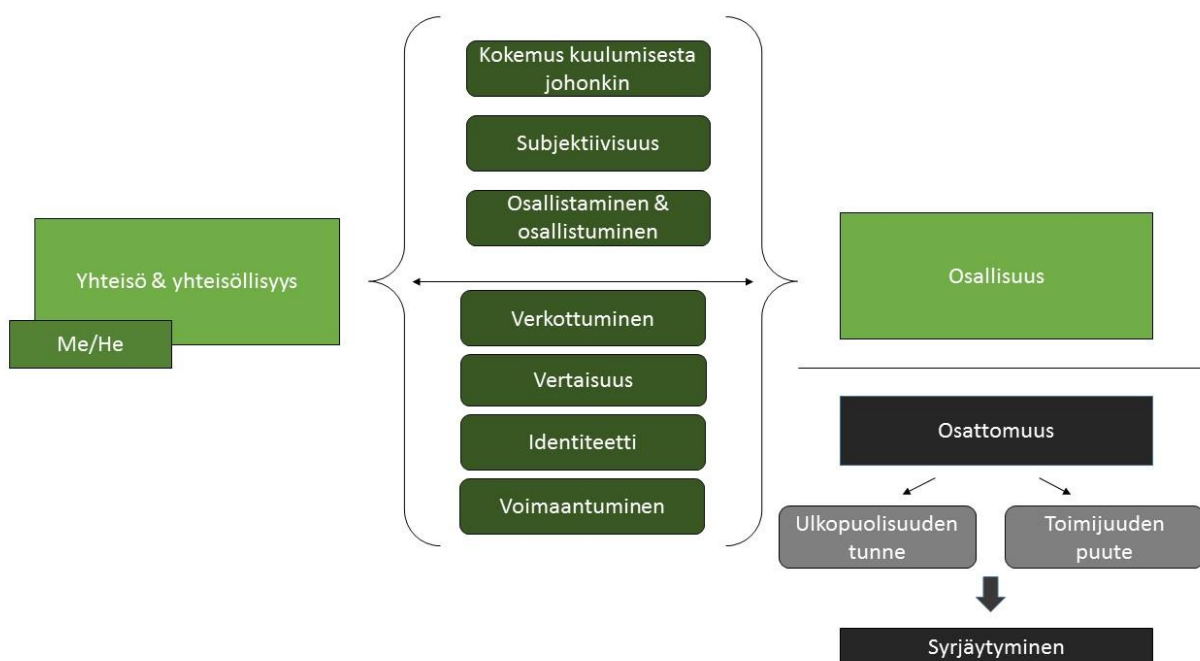 Kokemus kuulumisesta
johonkin
Subjektiivisuus
Osallistaminen &
osallistuminen
Yhteisö & yhteisöllisyys
Me/He
Verkottuminen
Vertaisuus
Identiteetti
Voimaantuminen
Osallisuus
Osattomuus
Ulkopuolisuuden
tunne
Toimijuuden
puute
Syrjäytyminen